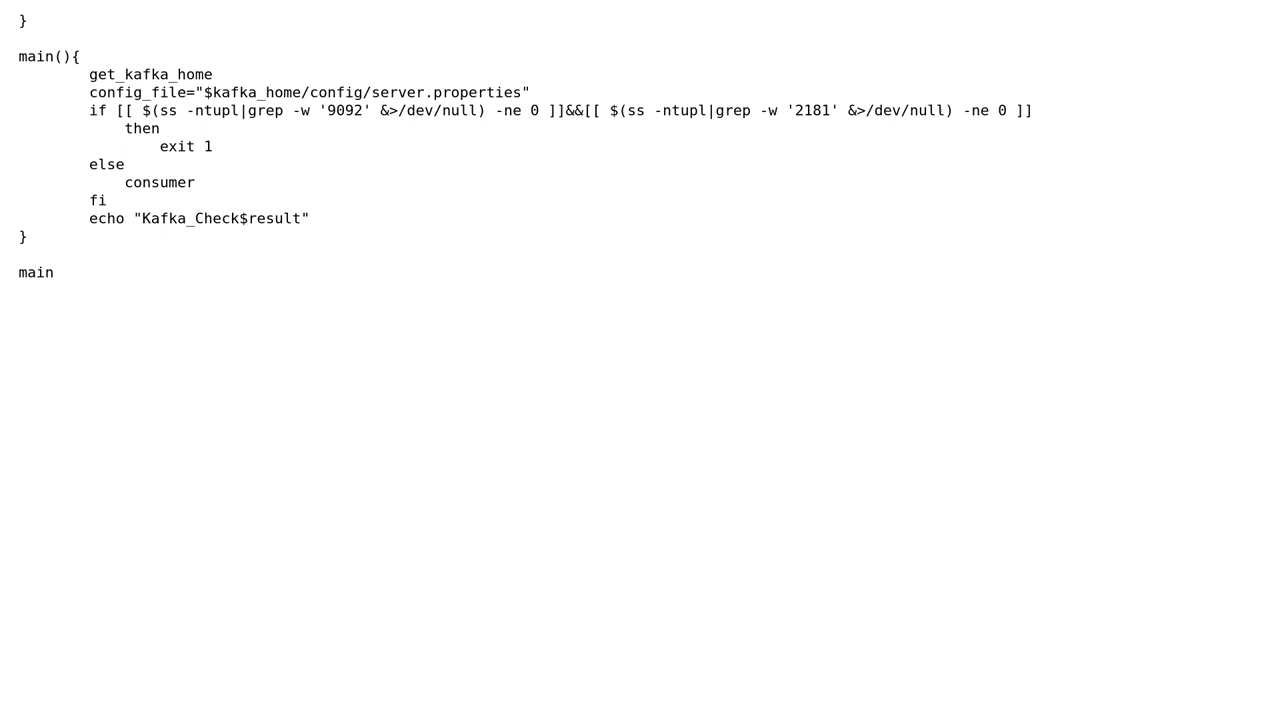 }
main(){
        get_kafka_home
        config_file="$kafka_home/config/server.properties"
        if [[ $(ss -ntupl|grep -w '9092' &>/dev/null) -ne 0 ]]&&[[ $(ss -ntupl|grep -w '2181' &>/dev/null) -ne 0 ]]
            then
                exit 1
        else
            consumer
        fi
        echo "Kafka_Check$result"
}
main